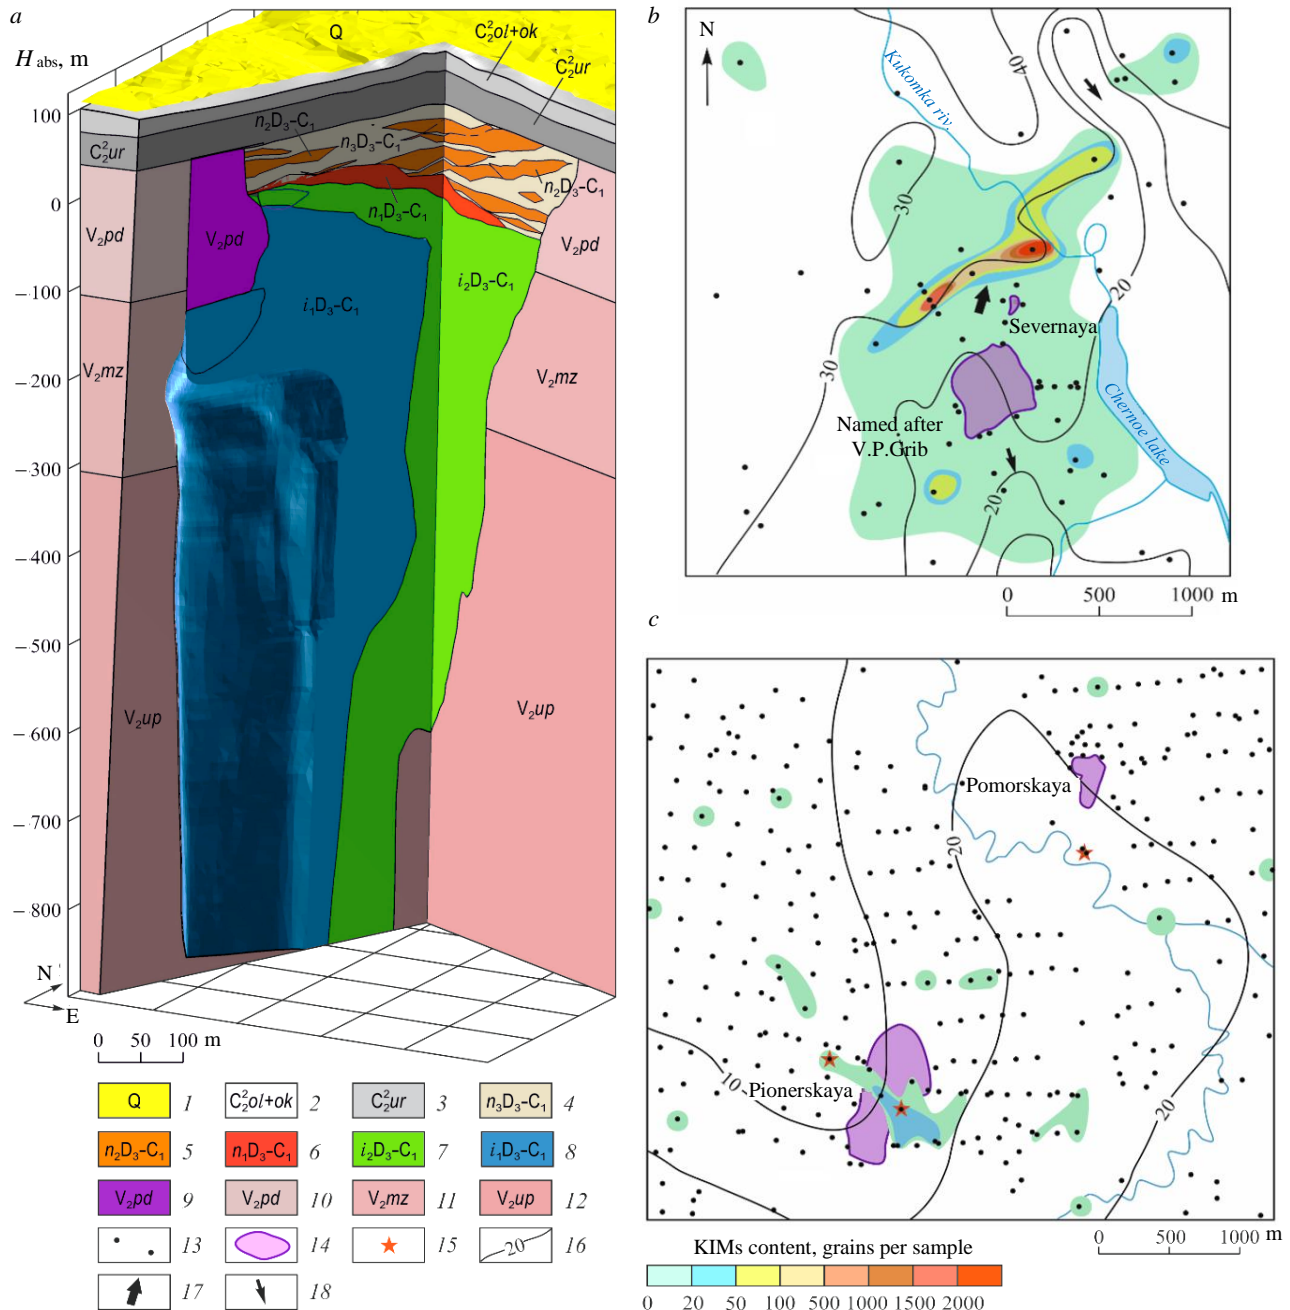 a
H abs, m
100
0
–100
–200
–300
–400
–500
–600
–700
–800
Q
C₂²ol+ok
C₂²ur
C₂²ur
n₂D₃–C₁
n₃D₃–C₁
n₂D₃–C₁
n₁D₃–C₁
V₂pd
V₂pd
V₂pd
i₂D₃–C₁
i₁D₃–C₁
V₂mz
V₂mz
V₂up
V₂up
N
E
0 50 100 m
Q 1
C₂²ol+ok 2
C₂²ur 3
n₃D₃–C₁ 4
n₂D₃–C₁ 5
n₁D₃–C₁ 6
i₂D₃–C₁ 7
i₁D₃–C₁ 8
V₂pd 9
V₂pd 10
V₂mz 11
V₂up 12
13
14
15
20 16
17
18
b
N
Kukomka riv.
40
30
20
Severnaya
30
Named after
V.P.Grib
Chernoe lake
20
0 500 1000 m
c
Pomorskaya
20
10
Pionerskaya
20
0 500 1000 m
KIMs content, grains per sample
0 20 50 100 500 1000 1500 2000